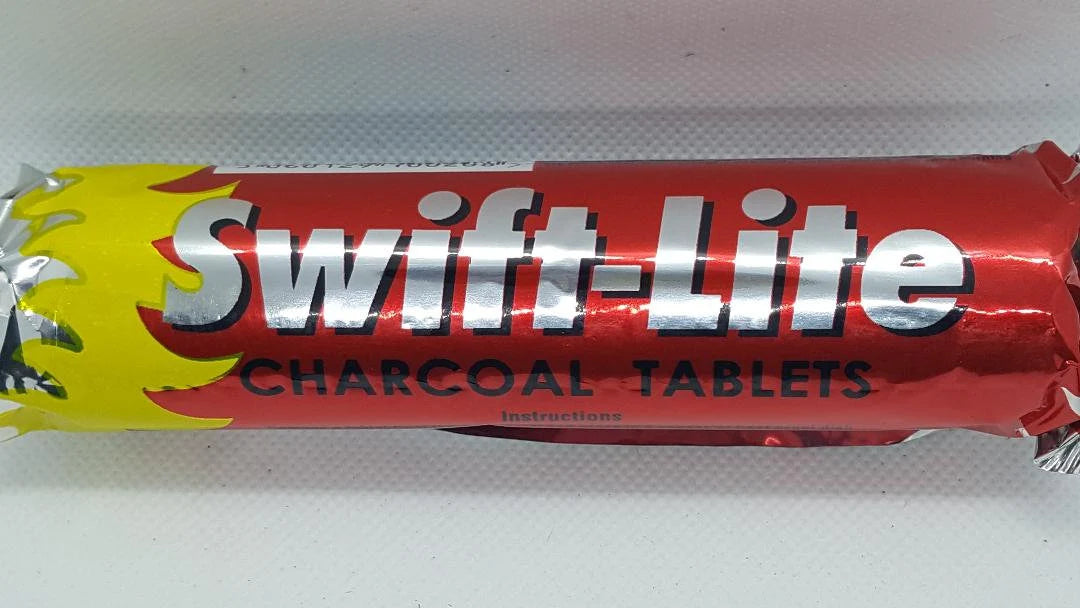 Swift-Lite
CHARCOAL TABLETS
Instructions